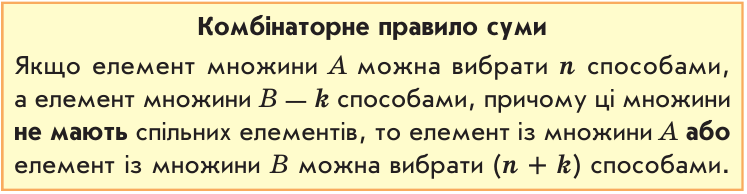 Комбінаторне правило суми
Якщо елемент множини A можна вибрати n способами,
а елемент множини B — k способами, причому ці множини
не мають спільних елементів, то елемент із множини A або
елемент із множини B можна вибрати (n + k) способами.